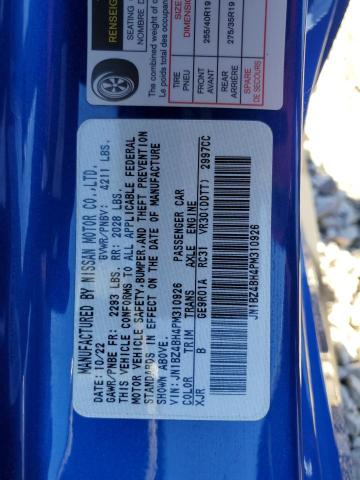 RENSEIG
SEATING
NOMBRE D
The combined weight of
Le poids total des
SIZE
DIMENSION
TIRE
PNEU
FRONT
AVANT
255/40R19
REAR
ARRIÈRE
275/35R19
SPARE
DE SECOURS
MANUFACTURED BY NISSAN MOTOR CO.,LTD.
DATE: 10/22 GVWR/PNBV: 4211 LBS.
GAWR/PNBE FR: 2293 LBS. RR: 2028 LBS.
THIS VEHICLE CONFORMS TO ALL APPLICABLE FEDERAL
MOTOR VEHICLE SAFETY,BUMPER,AND THEFT PREVENTION
STANDARDS IN EFFECT ON THE DATE OF MANUFACTURE
SHOWN ABOVE.
VIN:JN1BZ4BH4PM310926 PASSENGER CAR
COLOR TRIM TRANS AXLE ENGINE
XJR B GE9R01A RC31 VR30(DDTT) 2997CC
JN1BZ4BH4PM310926